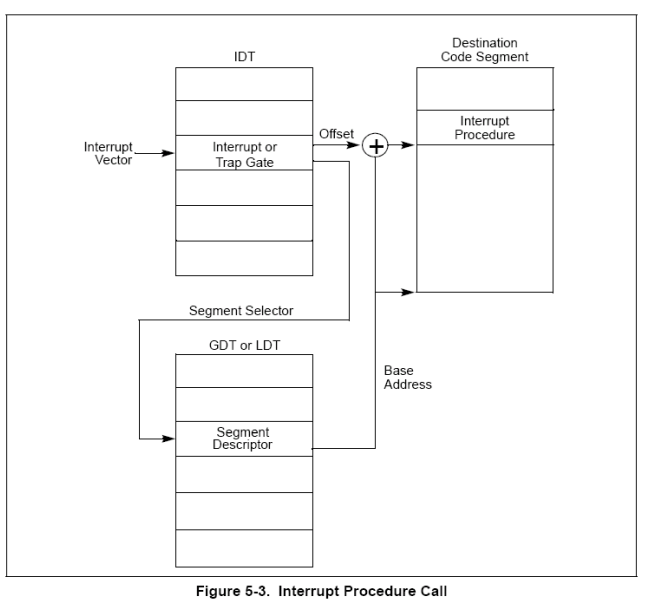 IDT
Destination
Code Segment
Interrupt
Vector
Interrupt or
Trap Gate
Offset
+
Interrupt
Procedure
Segment Selector
GDT or LDT
Base
Address
Segment
Descriptor
Figure 5-3. Interrupt Procedure Call